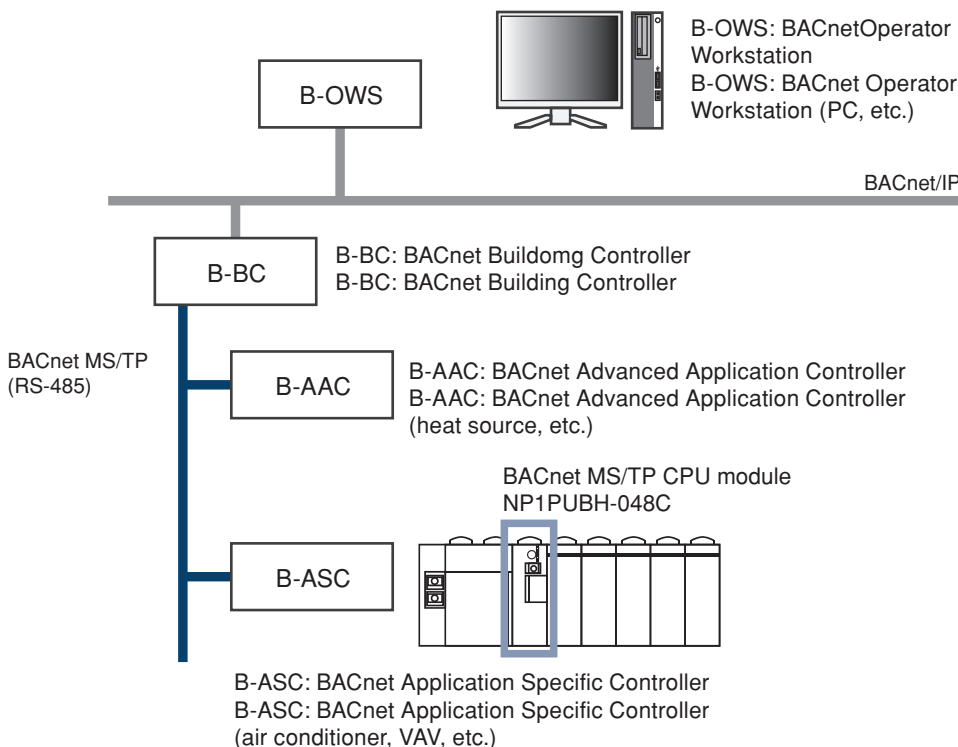 B-OWS
B-OWS: BACnetOperator
Workstation
B-OWS: BACnet Operator
Workstation (PC, etc.)
BACnet/IP
B-BC
B-BC: BACnet Buildomg Controller
B-BC: BACnet Building Controller
BACnet MS/TP
(RS-485)
B-AAC
B-AAC: BACnet Advanced Application Controller
B-AAC: BACnet Advanced Application Controller
(heat source, etc.)
BACnet MS/TP CPU module
NP1PUBH-048C
B-ASC
B-ASC: BACnet Application Specific Controller
B-ASC: BACnet Application Specific Controller
(air conditioner, VAV, etc.)